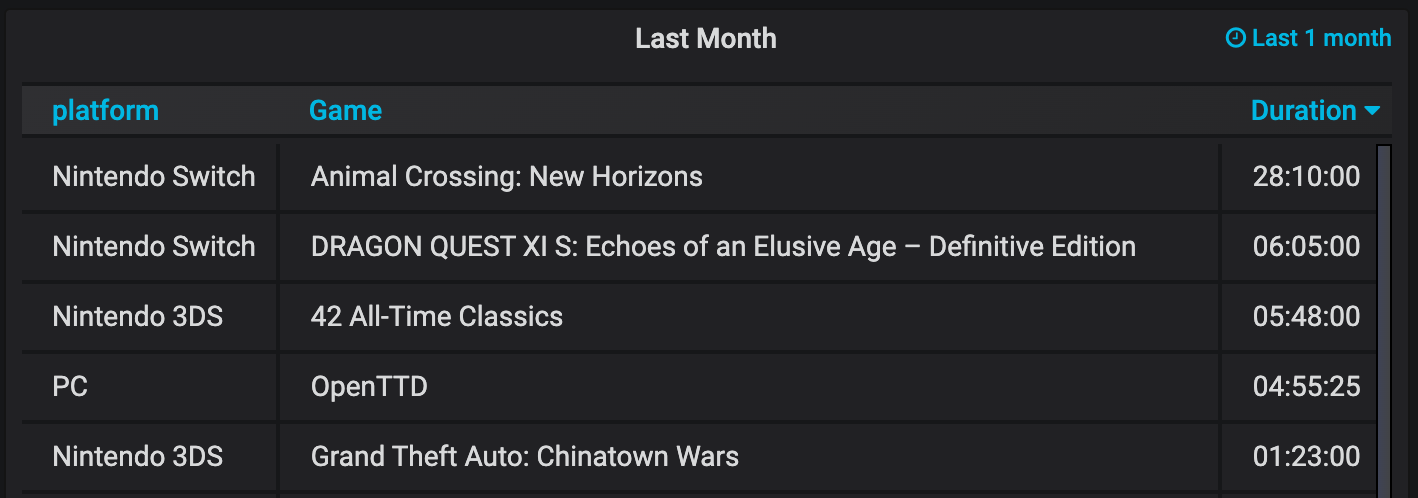 Last Month
Last 1 month
platform Game Duration
Nintendo Switch Animal Crossing: New Horizons 28:10:00
Nintendo Switch DRAGON QUEST XI S: Echoes of an Elusive Age – Definitive Edition 06:05:00
Nintendo 3DS 42 All-Time Classics 05:48:00
PC OpenTTD 04:55:25
Nintendo 3DS Grand Theft Auto: Chinatown Wars 01:23:00